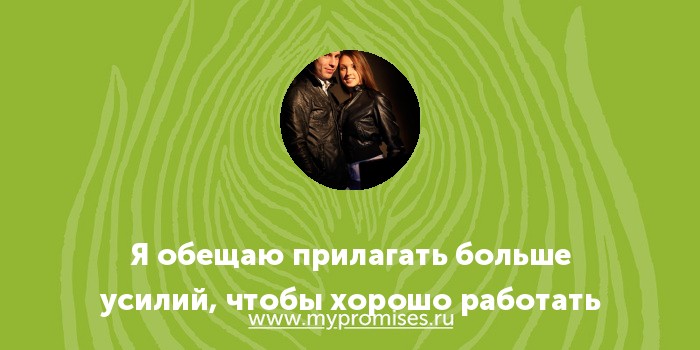 Я обещаю прилагать больше
усилий, чтобы хорошо работать
www.mypromises.ru